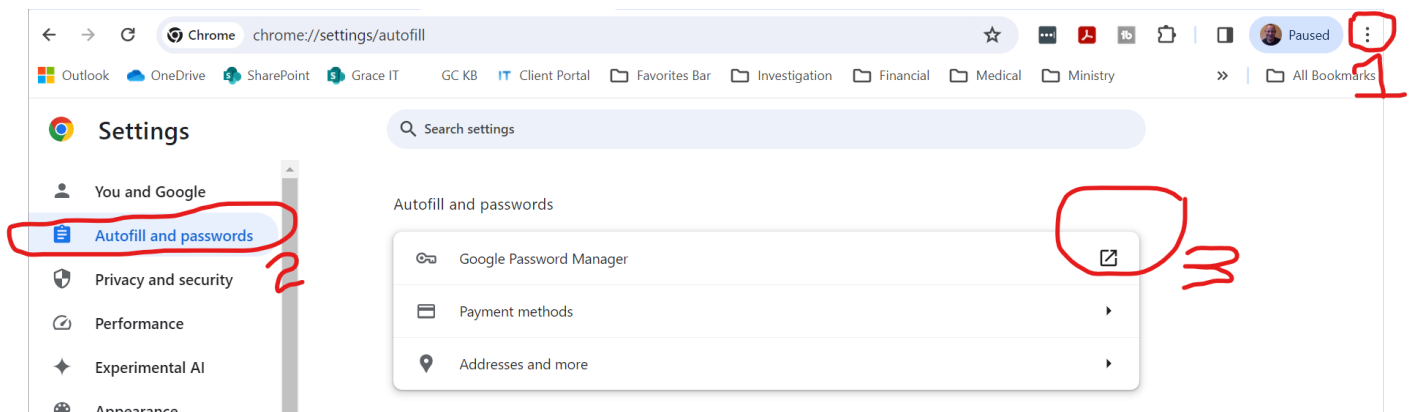 Chrome chrome://settings/autofill Paused
1
Outlook OneDrive SharePoint Grace IT GC KB IT Client Portal Favorites Bar Investigation Financial Medical Ministry » All Bookmarks
Settings
Search settings
You and Google
Autofill and passwords
2
Privacy and security
Performance
Experimental AI
Appearance
Autofill and passwords
Google Password Manager
3
Payment methods
Addresses and more